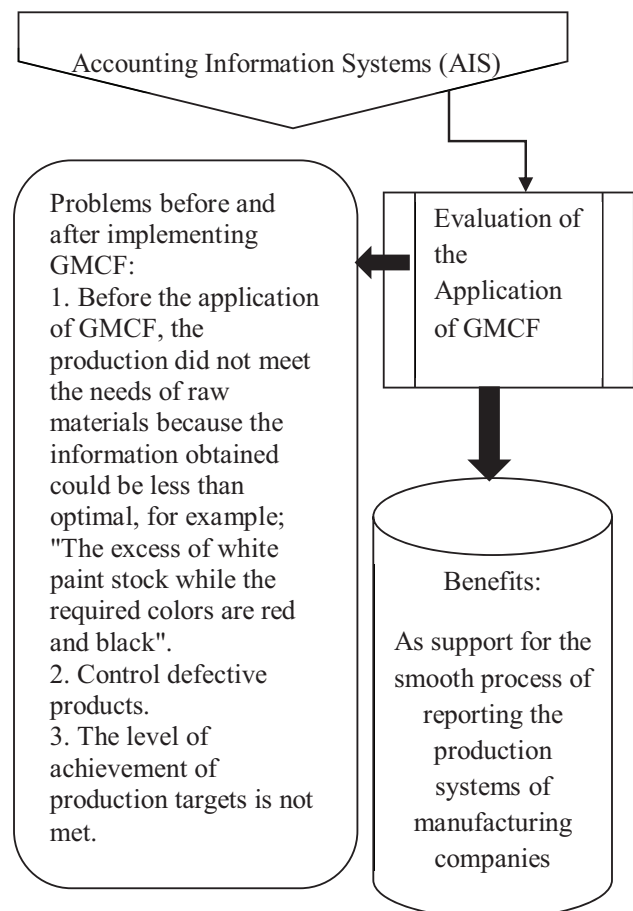 Accounting Information Systems (AIS)
Evaluation of
the
Application
of GMCF
Problems before and
after implementing
GMCF:
1. Before the application
of GMCF, the
production did not meet
the needs of raw
materials because the
information obtained
could be less than
optimal, for example;
"The excess of white
paint stock while the
required colors are red
and black".
2. Control defective
products.
3. The level of
achievement of
production targets is not
met.
Benefits:
As support for the
smooth process of
reporting the
production
systems of
manufacturing
companies